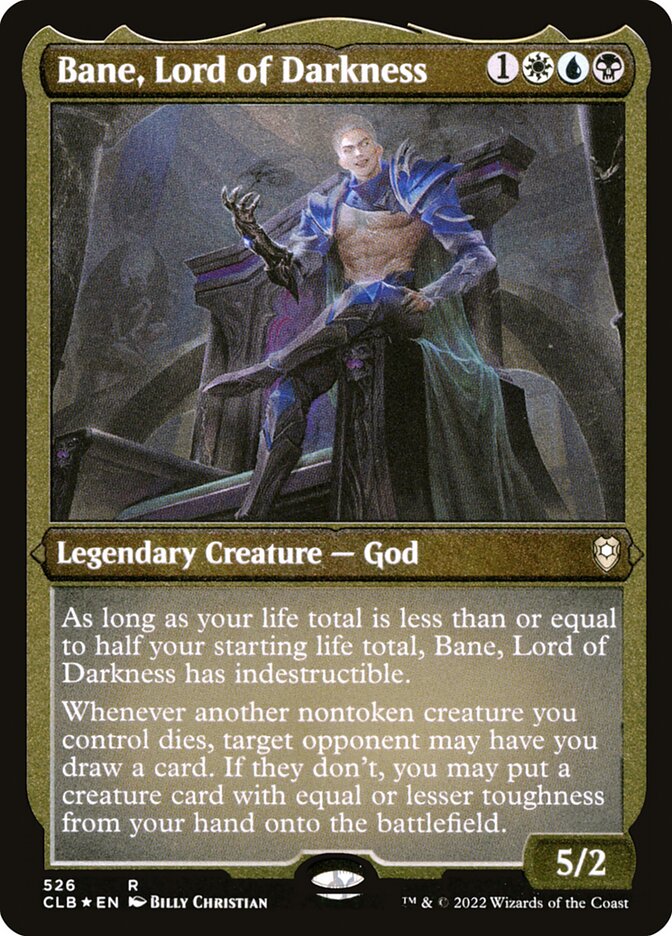 Bane, Lord of Darkness 1
Legendary Creature — God
As long as your life total is less than or equal
to half your starting life total, Bane, Lord of
Darkness has indestructible.
Whenever another nontoken creature you
control dies, target opponent may have you
draw a card. If they don't, you may put a
creature card with equal or lesser toughness
from your hand onto the battlefield.
5/2
526 R
CLB★EN Billy Christian
™ & © 2022 Wizards of the Coast